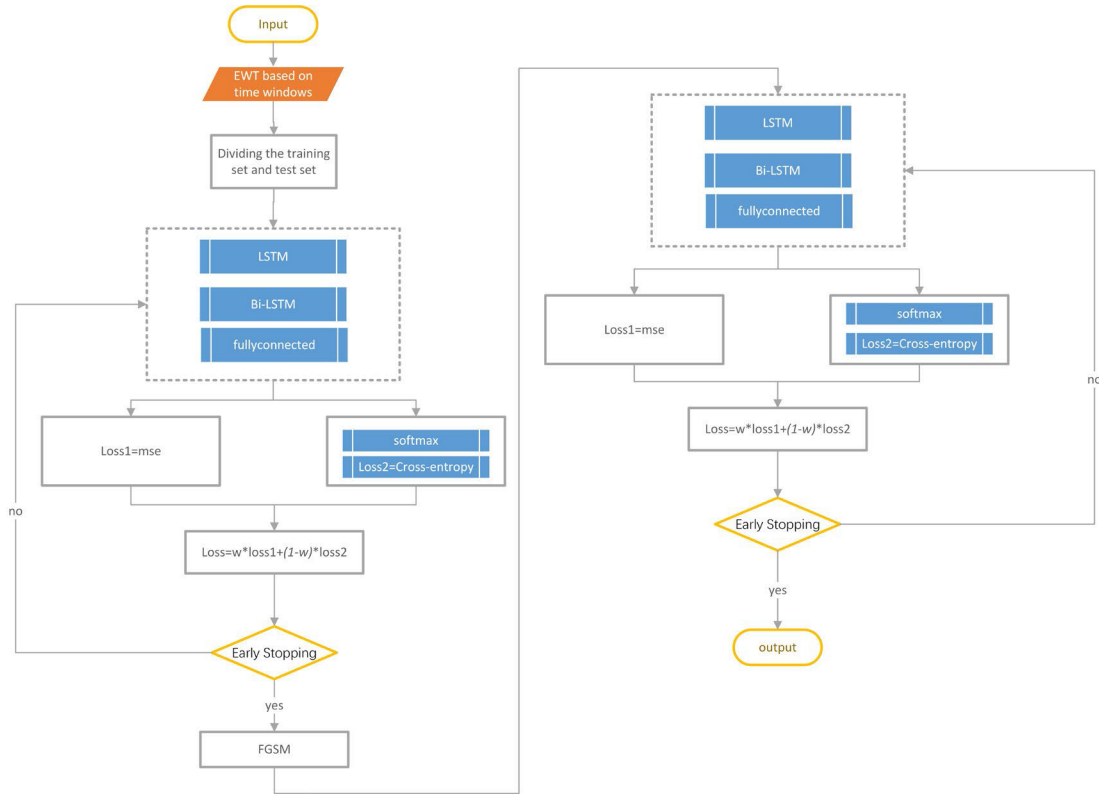 Input
EWT based on
time windows
Dividing the training
set and test set
LSTM
Bi-LSTM
fullyconnected
Loss1=mse
softmax
Loss2=Cross-entropy
no
Loss=w*loss1+(1-w)*loss2
Early Stopping
yes
FGSM
LSTM
Bi-LSTM
fullyconnected
Loss1=mse
softmax
Loss2=Cross-entropy
no
Loss=w*loss1+(1-w)*loss2
Early Stopping
yes
output